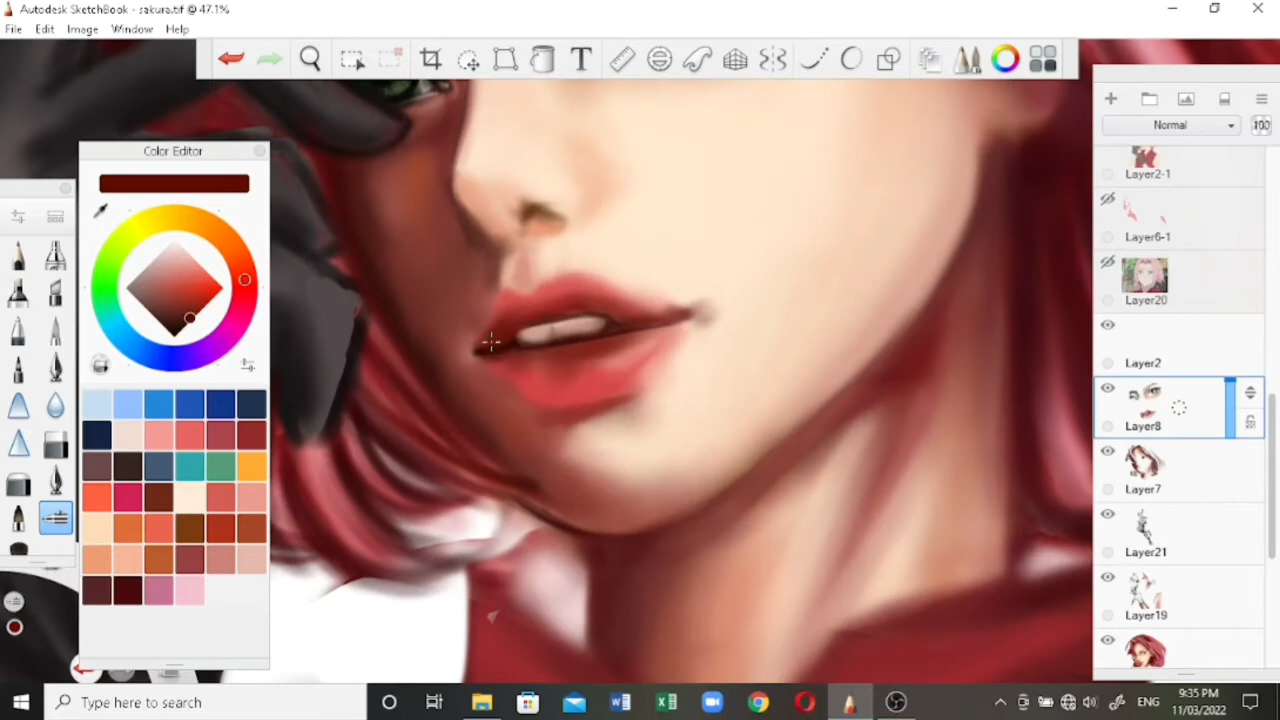 Autodesk SketchBook - sakura.tif @ 47.1%
File Edit Image Window Help
T
Color Editor
Normal
100
Layer2-1
Layer6-1
Layer20
Layer2
Layer8
Layer7
Layer21
Layer19
Type here to search
ENG
9:35 PM
11/03/2022